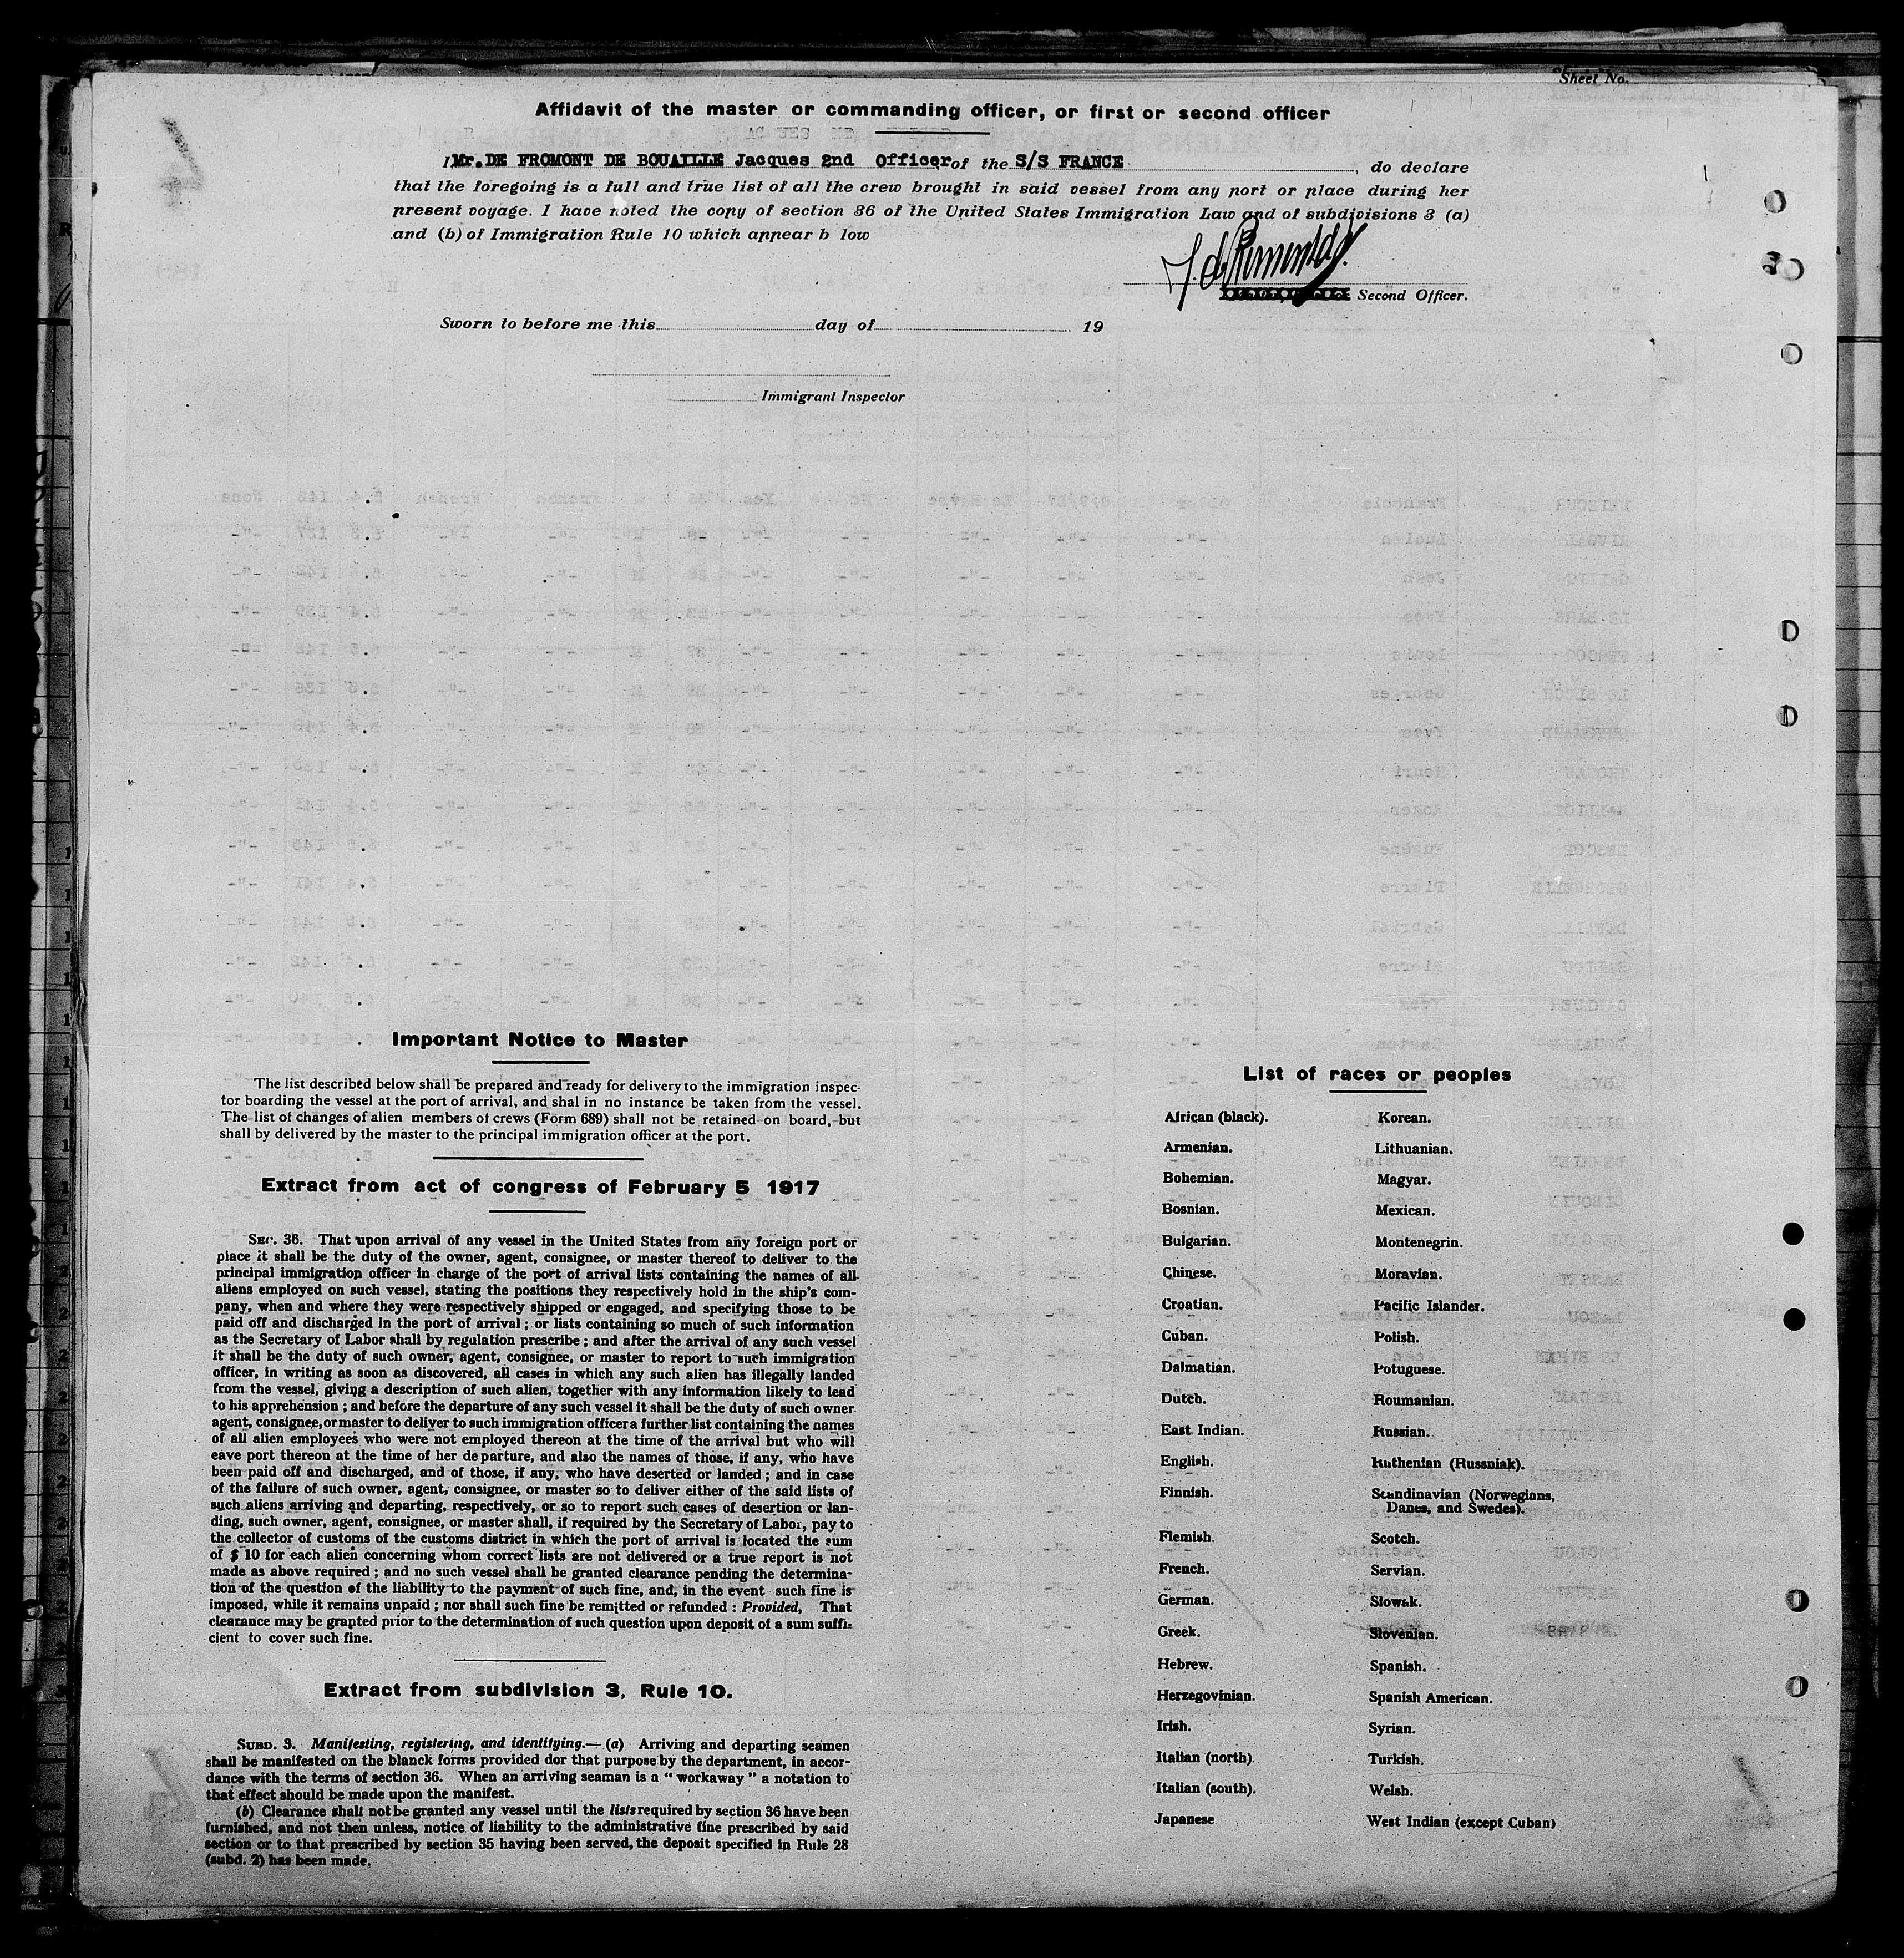 Sheet No.
Affidavit of the master or commanding officer, or first or second officer
I Mr. DE FROMONT DE BOUAILLE Jacques 2nd Officer of the S/S FRANCE, do declare
that the foregoing is a full and true list of all the crew brought in said vessel from any port or place during her
present voyage. I have noted the copy of section 36 of the United States Immigration Law and of subdivisions 3 (a)
and (b) of Immigration Rule 10 which appear b low
Second Officer.
Sworn to before me this day of 19
Immigrant Inspector
Important Notice to Master
The list described below shall be prepared and ready for delivery to the immigration inspec-
tor boarding the vessel at the port of arrival, and shal in no instance be taken from the vessel.
The list of changes of alien members of crews (Form 689) shall not be retained on board, but
shall by delivered by the master to the principal immigration officer at the port.
Extract from act of congress of February 5 1917
SEC. 36. That upon arrival of any vessel in the United States from any foreign port or
place it shall be the duty of the owner, agent, consignee, or master thereof to deliver to the
principal immigration officer in charge of the port of arrival lists containing the names of all
aliens employed on such vessel, stating the positions they respectively hold in the ship's com-
pany, when and where they were respectively shipped or engaged, and specifying those to be
paid off and discharged in the port of arrival; or lists containing so much of such information
as the Secretary of Labor shall by regulation prescribe; and after the arrival of any such vessel
it shall be the duty of such owner, agent, consignee, or master to report to such immigration
officer, in writing as soon as discovered, all cases in which any such alien has illegally landed
from the vessel, giving a description of such alien, together with any information likely to lead
to his apprehension; and before the departure of any such vessel it shall be the duty of such owner
agent, consignee, or master to deliver to such immigration officer a further list containing the names
of all alien employees who were not employed thereon at the time of the arrival but who will
eave port thereon at the time of her departure, and also the names of those, if any, who have
been paid off and discharged, and of those, if any, who have deserted or landed; and in case
of the failure of such owner, agent, consignee, or master so to deliver either of the said lists of
such aliens arriving and departing, respectively, or so to report such cases of desertion or lan-
ding, such owner, agent, consignee, or master shall, if required by the Secretary of Labor, pay to
the collector of customs of the customs district in which the port of arrival is located the sum
of $ 10 for each alien concerning whom correct lists are not delivered or a true report is not
made as above required; and no such vessel shall be granted clearance pending the determina-
tion of the question of the liability to the payment of such fine, and, in the event such fine is
imposed, while it remains unpaid; nor shall such fine be remitted or refunded: Provided, That
clearance may be granted prior to the determination of such question upon deposit of a sum suffi-
cient to cover such fine.
Extract from subdivision 3, Rule 10.
SUBD. 3. Manifesting, registering, and identifying.— (a) Arriving and departing seamen
shall be manifested on the blanck forms provided dor that purpose by the department, in accor-
dance with the terms of section 36. When an arriving seaman is a "workaway" a notation to
that effect should be made upon the manifest.
(b) Clearance shall not be granted any vessel until the lists required by section 36 have been
furnished, and not then unless, notice of liability to the administrative fine prescribed by said
section or to that prescribed by section 35 having been served, the deposit specified in Rule 28
(subd. 2) has been made.
List of races or peoples
African (black).
Armenian.
Bohemian.
Bosnian.
Bulgarian.
Chinese.
Croatian.
Cuban.
Dalmatian.
Dutch.
East Indian.
English.
Finnish.
Flemish.
French.
German.
Greek.
Hebrew.
Herzegovinian.
Irish.
Italian (north).
Italian (south).
Japanese
Korean.
Lithuanian.
Magyar.
Mexican.
Montenegrin.
Moravian.
Pacific Islander.
Polish.
Potuguese.
Roumanian.
Russian.
Ruthenian (Russniak).
Scandinavian (Norwegians,
Danes, and Swedes).
Scotch.
Servian.
Slowak.
Slovenian.
Spanish.
Spanish American.
Syrian.
Turkish.
Welsh.
West Indian (except Cuban)